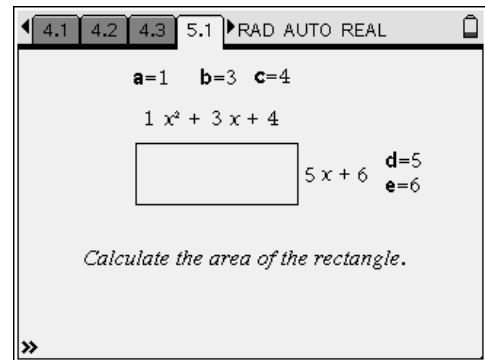 4.1 4.2 4.3 5.1 RAD AUTO REAL
a=1 b=3 c=4
1 x² + 3 x + 4
5 x + 6
d=5
e=6
Calculate the area of the rectangle.
»